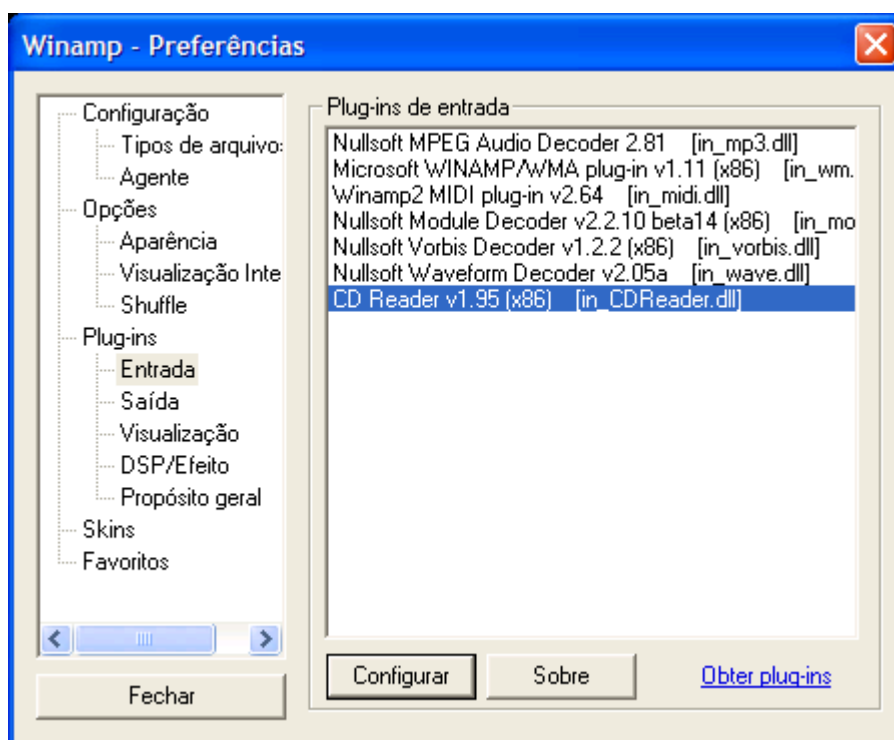 Winamp - Preferências
Configuração
Tipos de arquivo:
Agente
Opções
Aparência
Visualização Inte
Shuffle
Plug-ins
Entrada
Saída
Visualização
DSP/Efeito
Propósito geral
Skins
Favoritos
Fechar
Plug-ins de entrada
Nullsoft MPEG Audio Decoder 2.81 [in_mp3.dll]
Microsoft WINAMP/WMA plug-in v1.11 (x86) [in_wm.
Winamp2 MIDI plug-in v2.64 [in_midi.dll]
Nullsoft Module Decoder v2.2.10 beta14 (x86) [in_mo
Nullsoft Vorbis Decoder v1.2.2 (x86) [in_vorbis.dll]
Nullsoft Waveform Decoder v2.05a [in_wave.dll]
CD Reader v1.95 (x86) [in_CDReader.dll]
Configurar
Sobre
Obter plug-ins